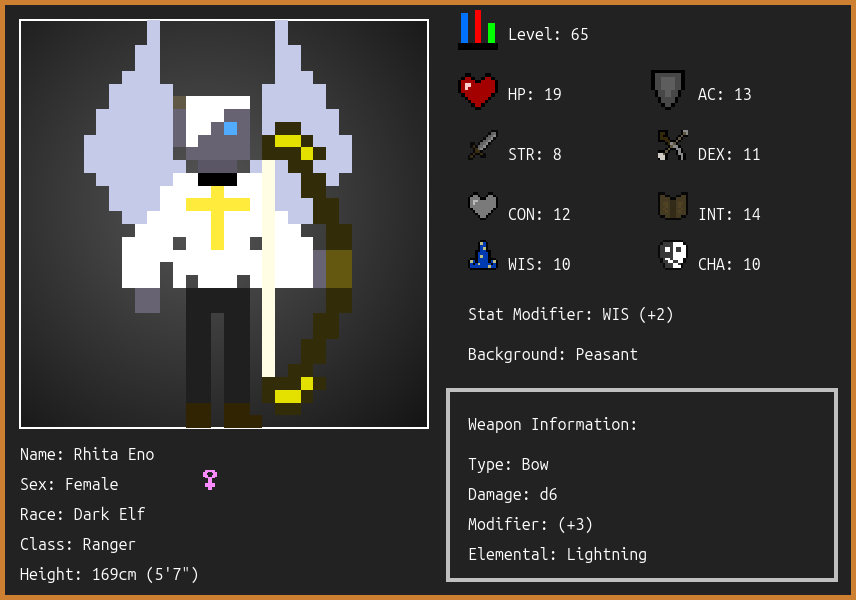 Level: 65
HP: 19
AC: 13
STR: 8
DEX: 11
CON: 12
INT: 14
WIS: 10
CHA: 10
Stat Modifier: WIS (+2)
Background: Peasant
Weapon Information:
Type: Bow
Damage: d6
Modifier: (+3)
Elemental: Lightning
Name: Rhita Eno
Sex: Female
Race: Dark Elf
Class: Ranger
Height: 169cm (5'7")